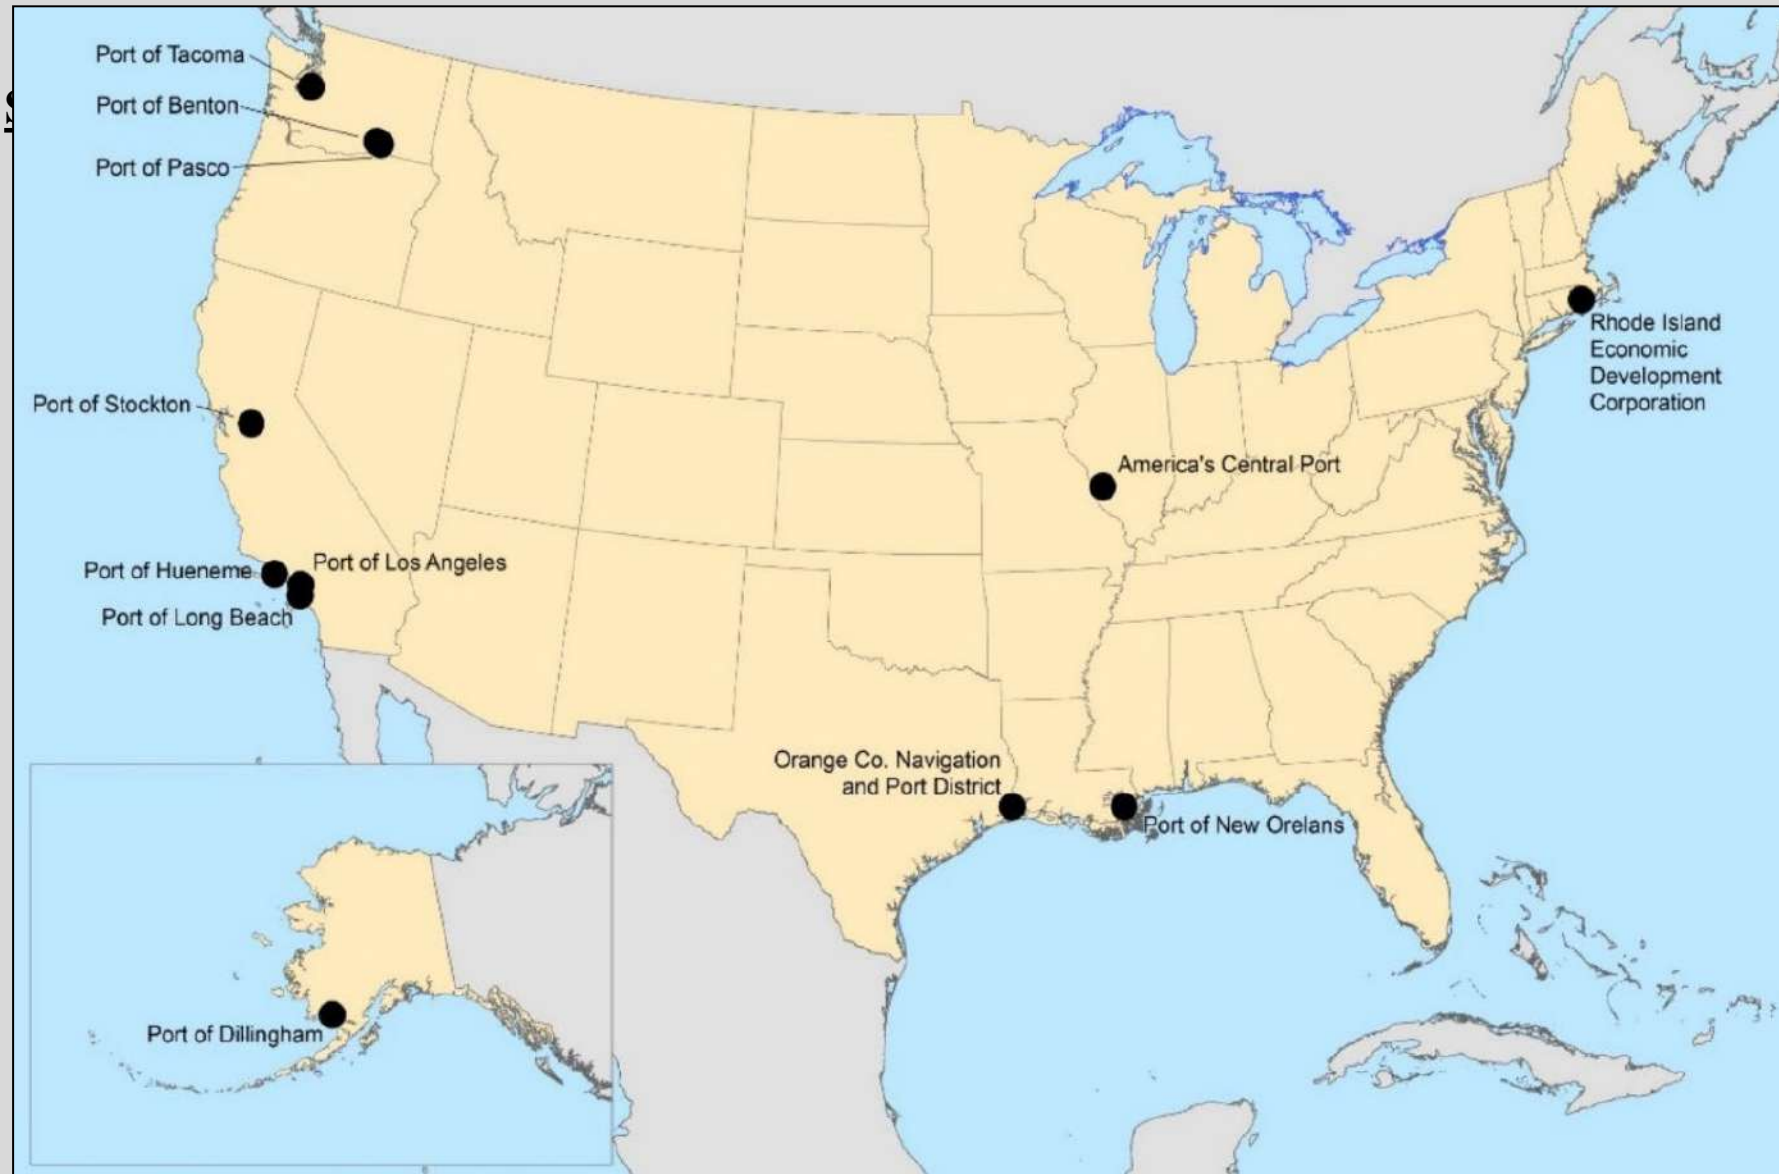 Port of Tacoma
S
Port of Benton
Port of Pasco
Rhode Island
Economic
Development
Corporation
Port of Stockton
America's Central Port
Port of Los Angeles
Port of Hueneme
Port of Long Beach
Orange Co. Navigation
and Port District
Port of New Orelans
Port of Dillingham